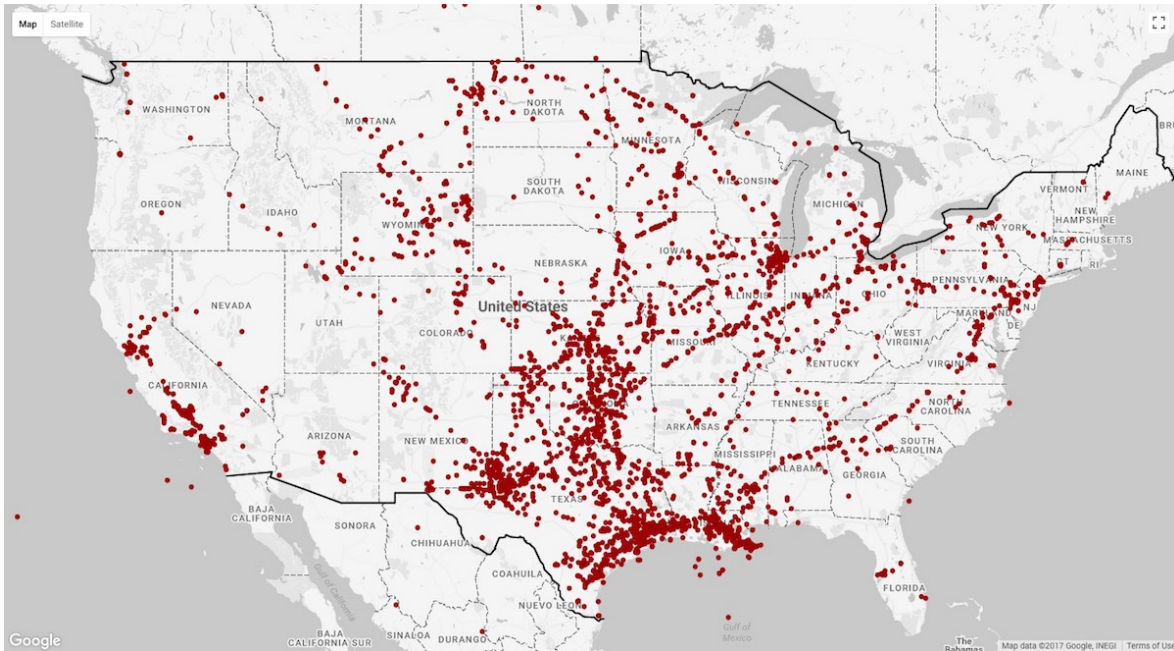 Map Satellite
WASHINGTON
MONTANA
NORTH
DAKOTA
MINNESOTA
MAINE
VERMONT
OREGON
IDAHO
SOUTH
DAKOTA
WISCONSIN
MICHIGAN
NEW
HAMPSHIRE
NEW YORK
WYOMING
MASSACHUSETTS
CT RI
IOWA
NEBRASKA
PENNSYLVANIA
NEVADA
UTAH
United States
COLORADO
ILLINOIS
INDIANA
OHIO
NJ
MARYLAND
DE
WEST
VIRGINIA
MISSOURI
KENTUCKY
VIRGINIA
CALIFORNIA
TENNESSEE
NORTH
CAROLINA
ARIZONA
NEW MEXICO
ARKANSAS
MISSISSIPPI
SOUTH
CAROLINA
ALABAMA
GEORGIA
TEXAS
BAJA
CALIFORNIA
SONORA
CHIHUAHUA
COAHUILA
Gulf of
California
NUEVO LEON
FLORIDA
BAJA
CALIFORNIA SUR
SINALOA
DURANGO
Gulf of
Mexico
The
Bahamas
Google
Map data ©2017 Google, INEGI Terms of Us